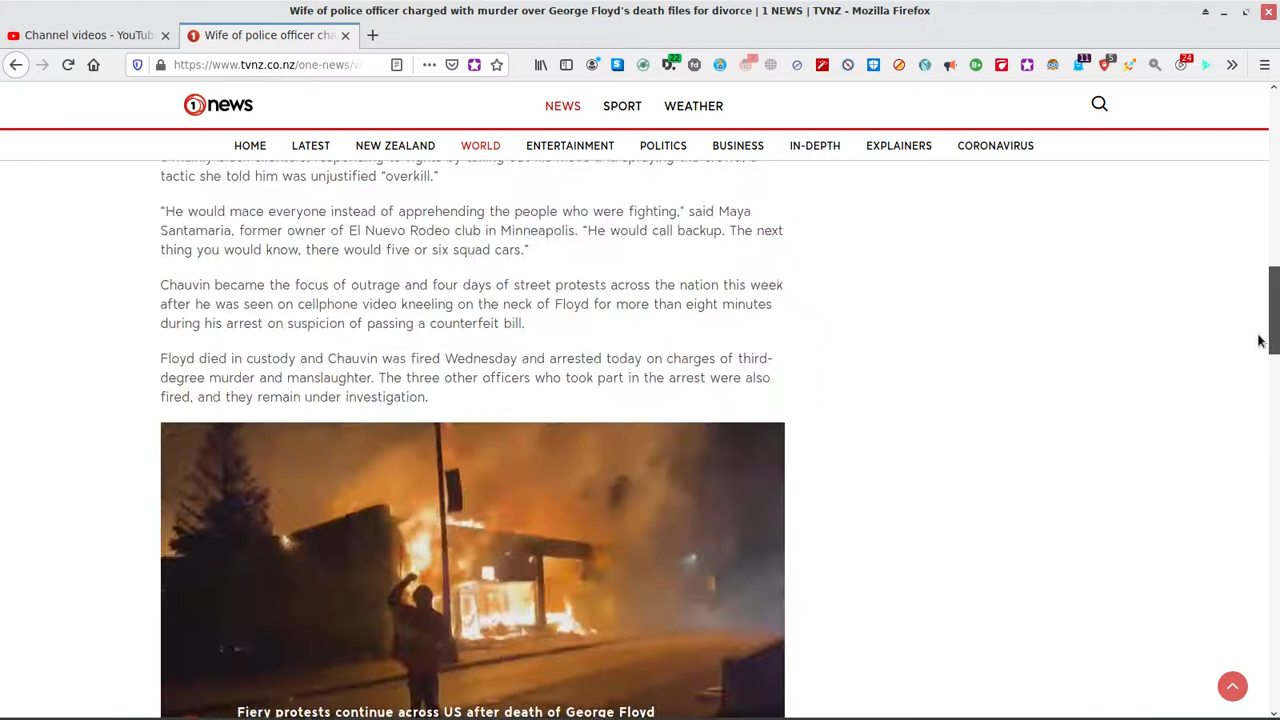 Wife of police officer charged with murder over George Floyd's death files for divorce | 1 NEWS | TVNZ - Mozilla Firefox
Channel videos - YouTub
Wife of police officer cha
https://www.tvnz.co.nz/one-news/w
22
11
5
24
1 news
NEWS SPORT WEATHER
HOME LATEST NEW ZEALAND WORLD ENTERTAINMENT POLITICS BUSINESS IN-DEPTH EXPLAINERS CORONAVIRUS
tactic she told him was unjustified “overkill.”
“He would mace everyone instead of apprehending the people who were fighting,” said Maya
Santamaria, former owner of El Nuevo Rodeo club in Minneapolis. “He would call backup. The next
thing you would know, there would five or six squad cars.”
Chauvin became the focus of outrage and four days of street protests across the nation this week
after he was seen on cellphone video kneeling on the neck of Floyd for more than eight minutes
during his arrest on suspicion of passing a counterfeit bill.
Floyd died in custody and Chauvin was fired Wednesday and arrested today on charges of third-
degree murder and manslaughter. The three other officers who took part in the arrest were also
fired, and they remain under investigation.
Fiery protests continue across US after death of George Floyd